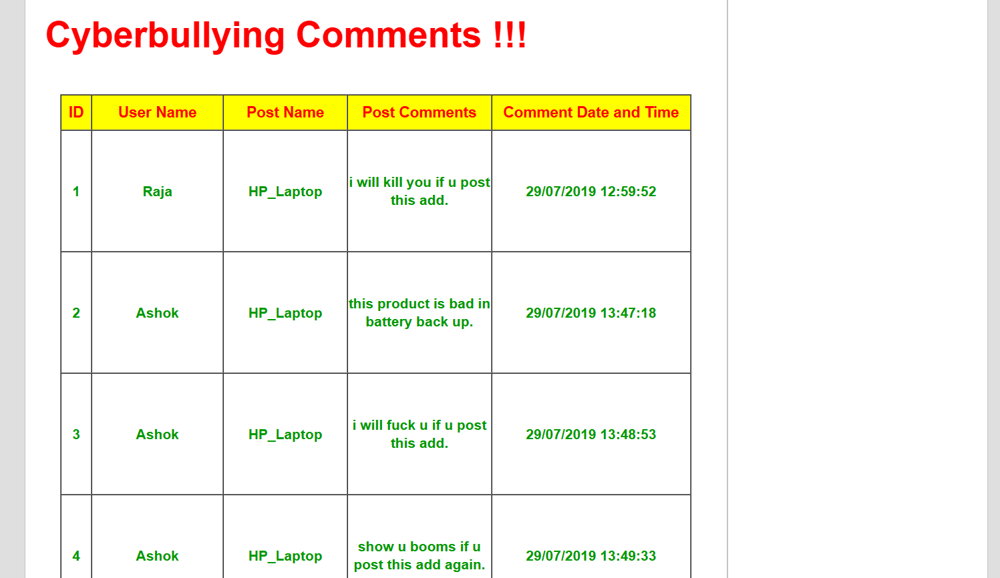 Cyberbullying Comments !!!
ID User Name Post Name Post Comments Comment Date and Time
1 Raja HP_Laptop i will kill you if u post 29/07/2019 12:59:52
this add.
2 Ashok HP_Laptop this product is bad in 29/07/2019 13:47:18
battery back up.
3 Ashok HP_Laptop i will fuck u if u post 29/07/2019 13:48:53
this add.
4 Ashok HP_Laptop show u booms if u 29/07/2019 13:49:33
post this add again.